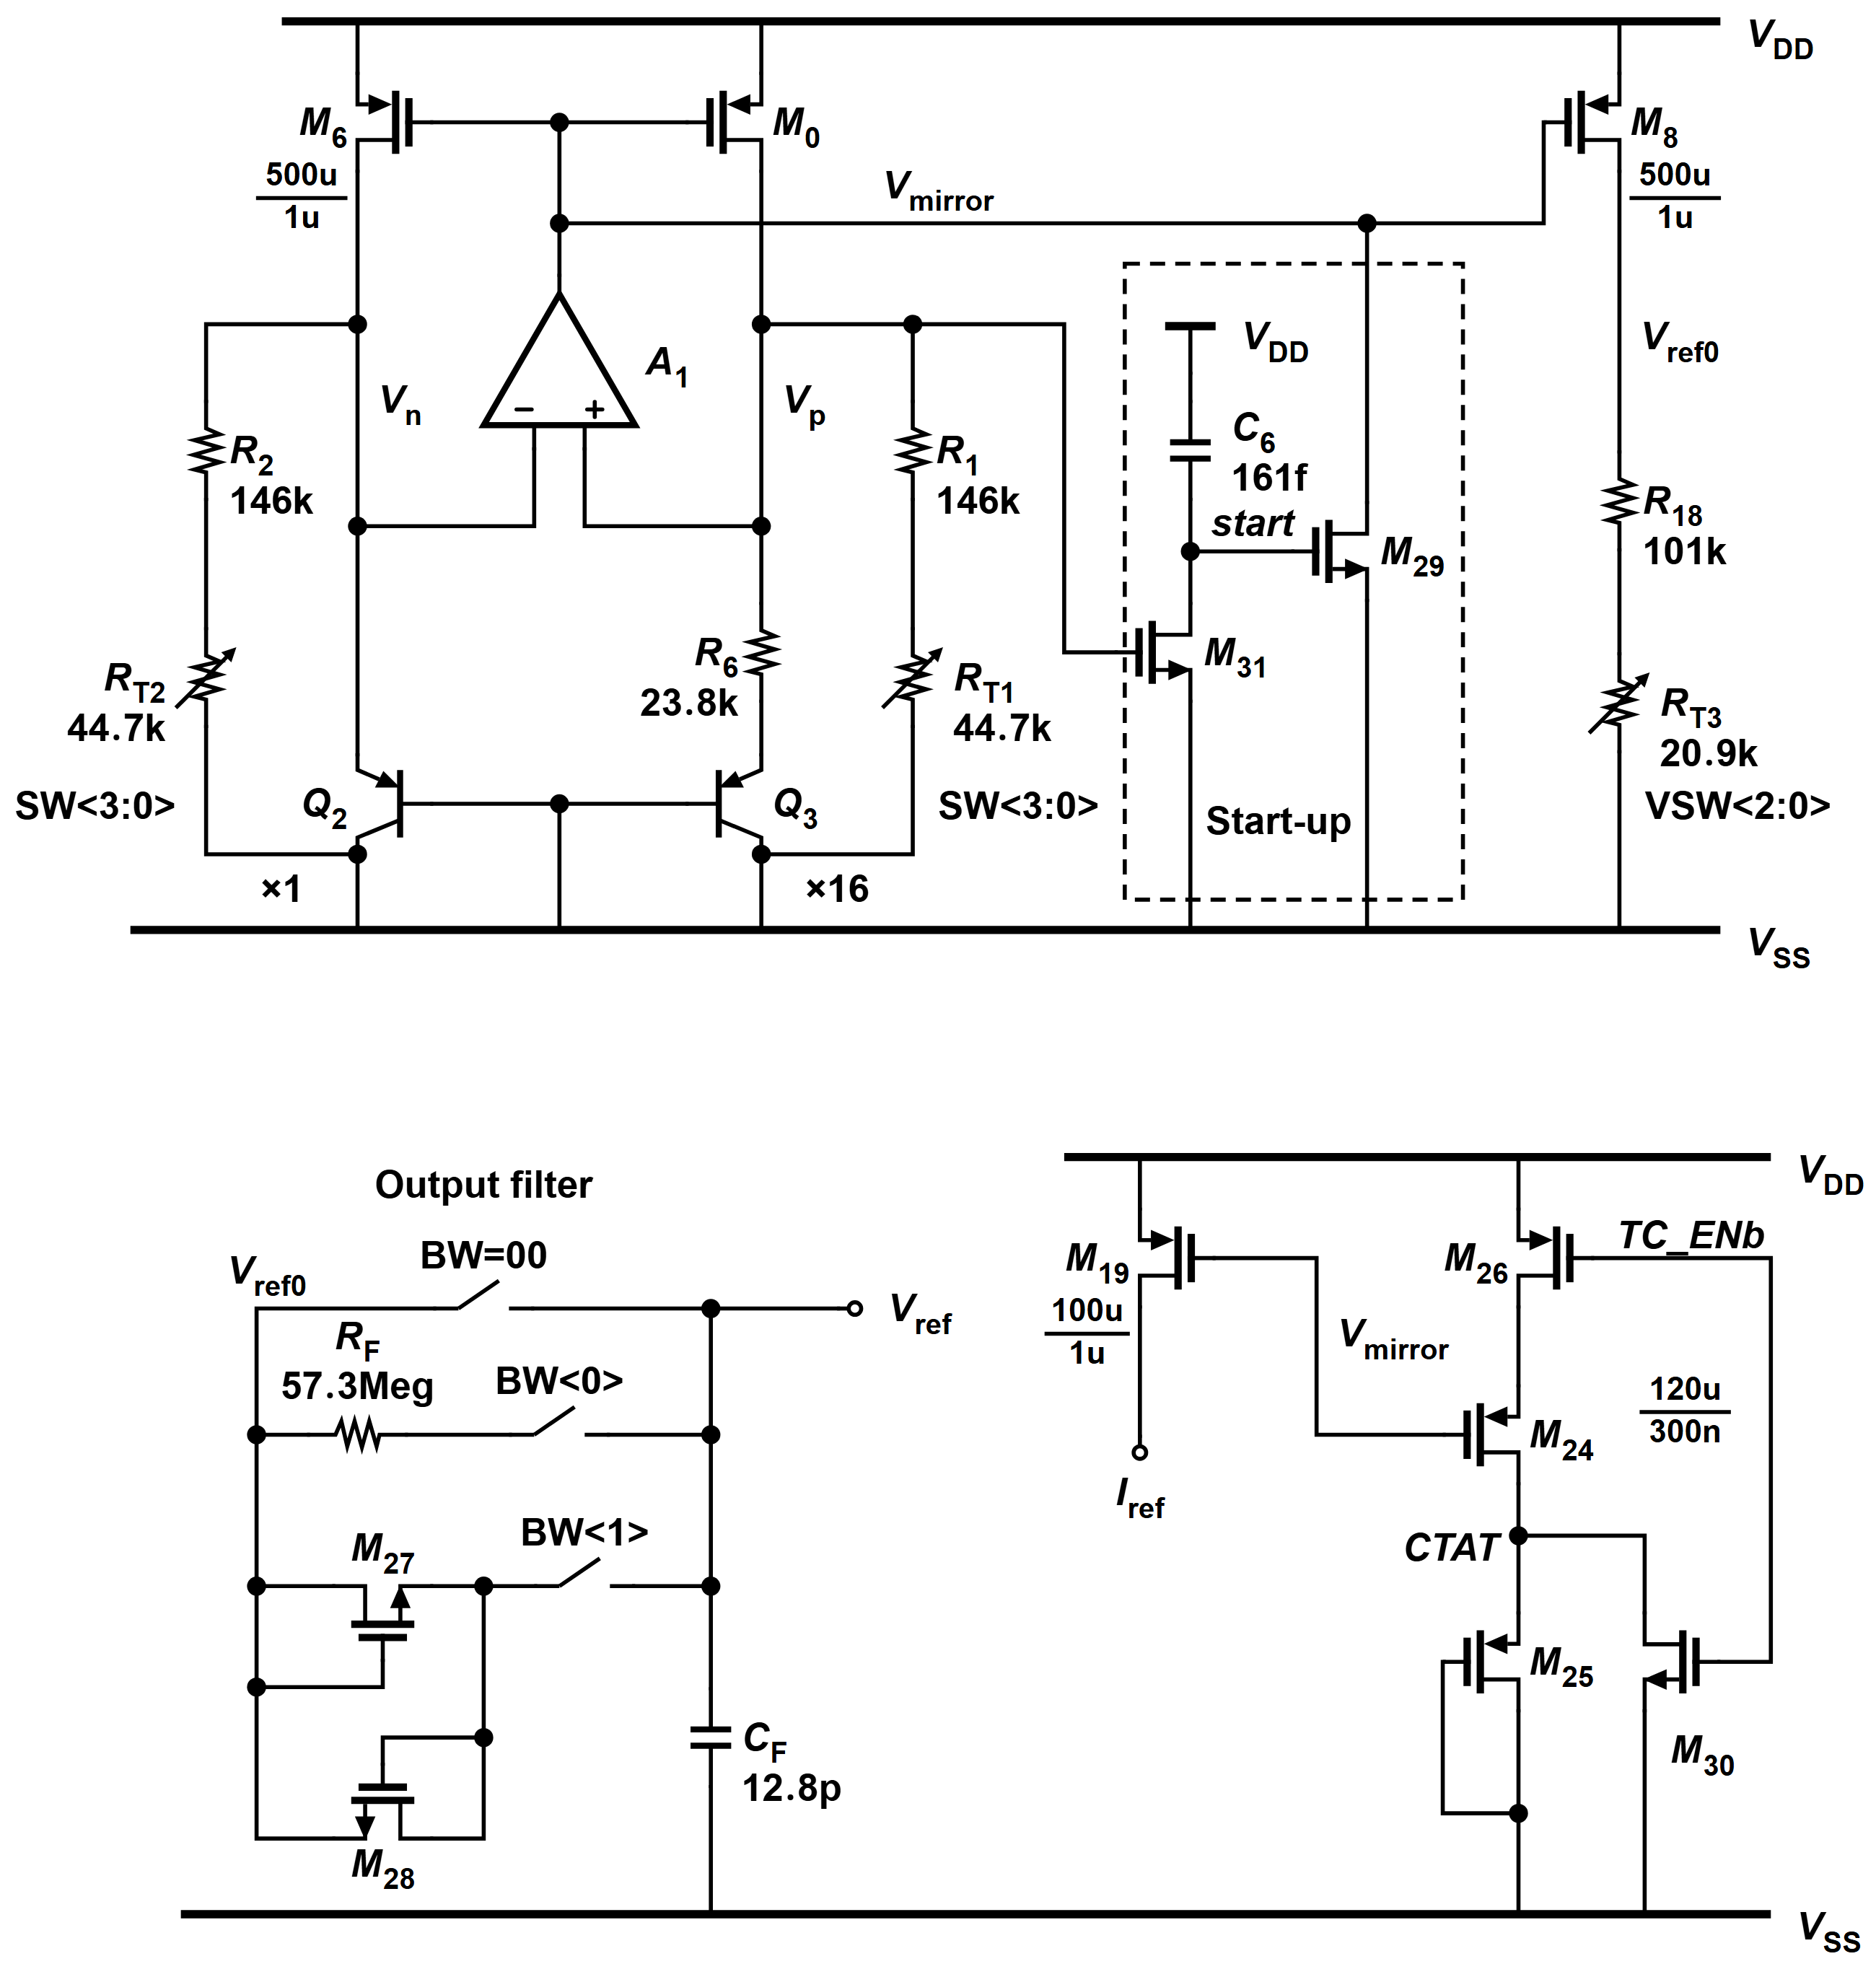 VDD
M6
500u
1u
M0
Vmirror
M8
500u
1u
A1
Vn
Vp
− +
R2
146k
R1
146k
VDD
C6
161f
start
M29
M31
Start-up
Vref0
R18
101k
RT2
44.7k
SW<3:0>
R6
23.8k
RT1
44.7k
SW<3:0>
RT3
20.9k
VSW<2:0>
Q2
×1
Q3
×16
VSS
Output filter
Vref0
BW=00
Vref
RF
57.3Meg
BW<0>
M27
BW<1>
M28
CF
12.8p
VDD
M19
100u
1u
Iref
Vmirror
M26
TC_ENb
120u
300n
M24
CTAT
M25
M30
VSS